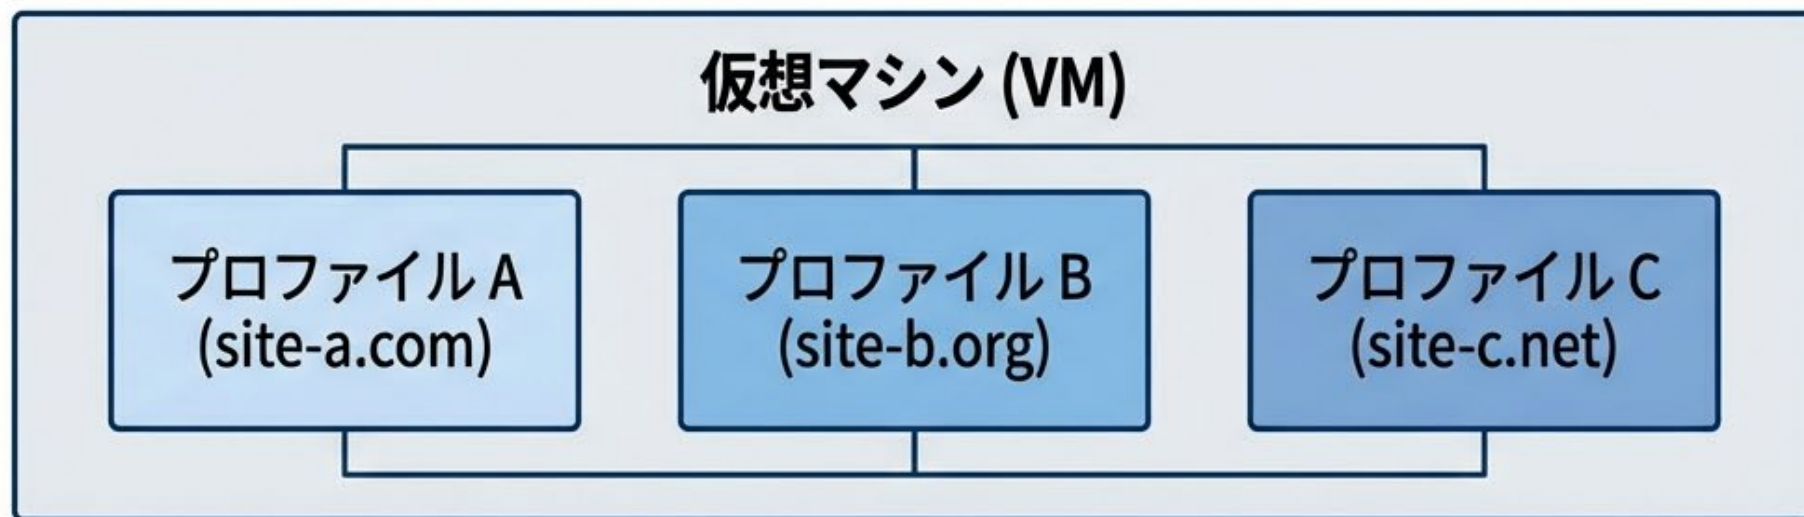 仮想マシン (VM)
プロファイル A
(site-a.com)
プロファイル B
(site-b.org)
プロファイル C
(site-c.net)